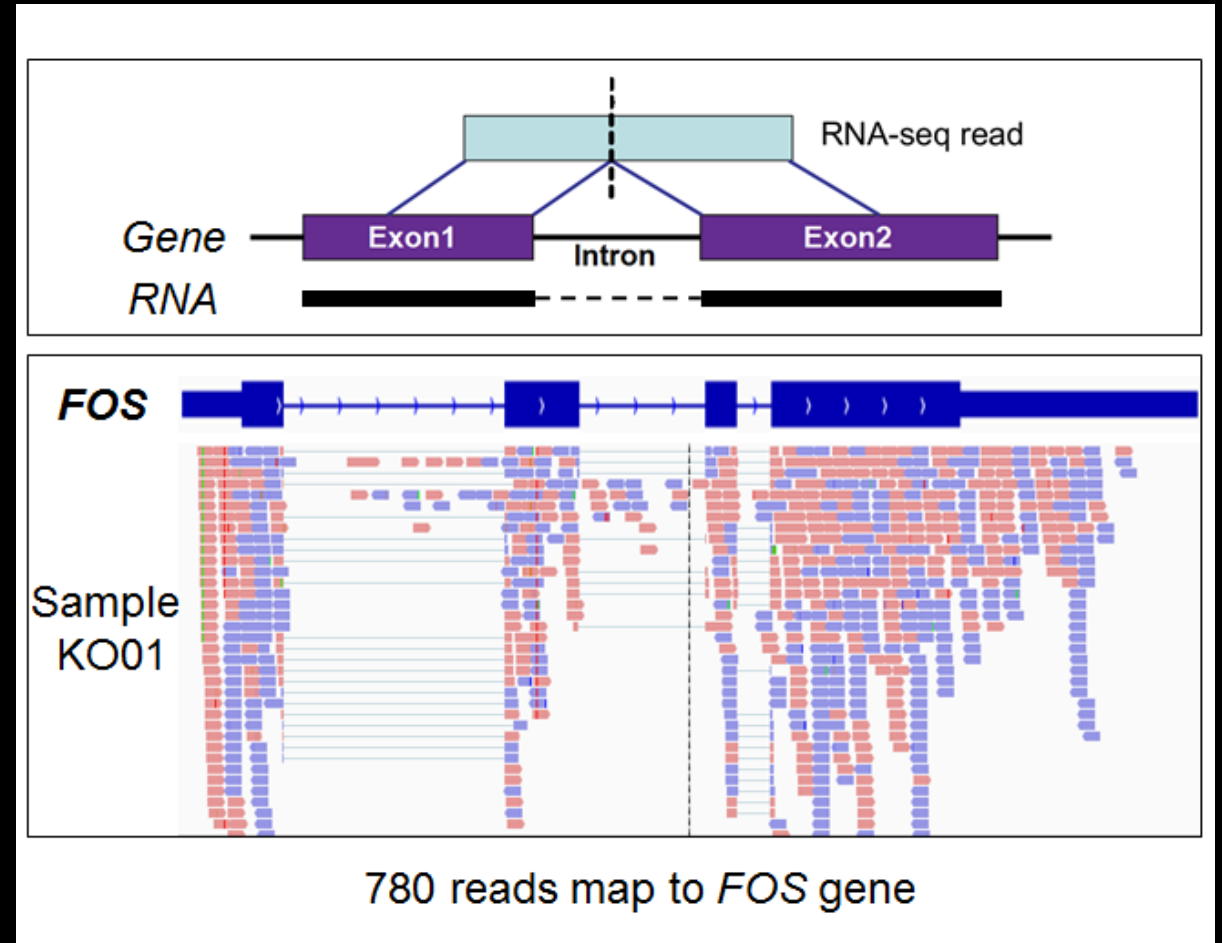 RNA-seq read
Gene
Exon1
Exon2
Intron
RNA
FOS
Sample
KO01
780 reads map to FOS gene